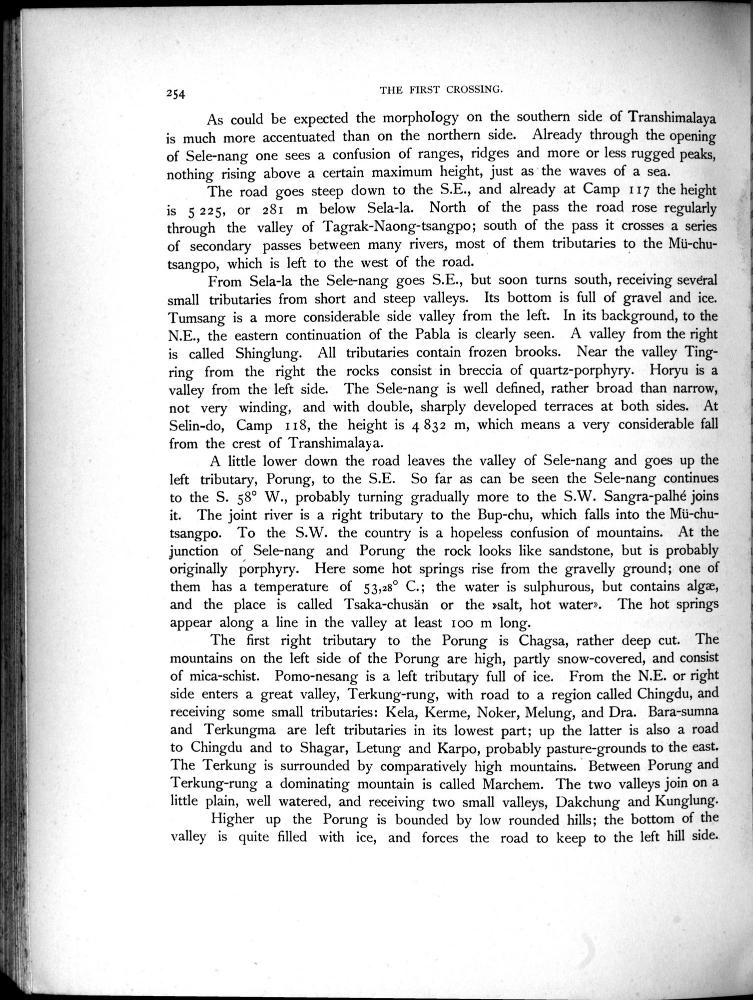 254
THE FIRST CROSSING.
As could be expected the morphology on the southern side of Transhimalaya
is much more accentuated than on the northern side. Already through the opening
of Sele-nang one sees a confusion of ranges, ridges and more or less rugged peaks,
nothing rising above a certain maximum height, just as the waves of a sea.
The road goes steep down to the S.E., and already at Camp 117 the height
is 5 225, or 281 m below Sela-la. North of the pass the road rose regularly
through the valley of Tagrak-Naong-tsangpo; south of the pass it crosses a series
of secondary passes between many rivers, most of them tributaries to the Mü-chu-
tsangpo, which is left to the west of the road.
From Sela-la the Sele-nang goes S.E., but soon turns south, receiving several
small tributaries from short and steep valleys. Its bottom is full of gravel and ice.
Tumsang is a more considerable side valley from the left. In its background, to the
N.E., the eastern continuation of the Pabla is clearly seen. A valley from the right
is called Shinglung. All tributaries contain frozen brooks. Near the valley Ting-
ring from the right the rocks consist in breccia of quartz-porphyry. Horyu is a
valley from the left side. The Sele-nang is well defined, rather broad than narrow,
not very winding, and with double, sharply developed terraces at both sides. At
Selin-do, Camp 118, the height is 4 832 m, which means a very considerable fall
from the crest of Transhimalaya.
A little lower down the road leaves the valley of Sele-nang and goes up the
left tributary, Porung, to the S.E. So far as can be seen the Sele-nang continues
to the S. 58° W., probably turning gradually more to the S.W. Sangra-palhé joins
it. The joint river is a right tributary to the Bup-chu, which falls into the Mü-chu-
tsangpo. To the S.W. the country is a hopeless confusion of mountains. At the
junction of Sele-nang and Porung the rock looks like sandstone, but is probably
originally porphyry. Here some hot springs rise from the gravelly ground; one of
them has a temperature of 53,28° C.; the water is sulphurous, but contains algæ,
and the place is called Tsaka-chusän or the »salt, hot water». The hot springs
appear along a line in the valley at least 100 m long.
The first right tributary to the Porung is Chagsa, rather deep cut. The
mountains on the left side of the Porung are high, partly snow-covered, and consist
of mica-schist. Pomo-nesang is a left tributary full of ice. From the N.E. or right
side enters a great valley, Terkung-rung, with road to a region called Chingdu, and
receiving some small tributaries: Kela, Kerme, Noker, Melung, and Dra. Bara-sumna
and Terkungma are left tributaries in its lowest part; up the latter is also a road
to Chingdu and to Shagar, Letung and Karpo, probably pasture-grounds to the east.
The Terkung is surrounded by comparatively high mountains. Between Porung and
Terkung-rung a dominating mountain is called Marchem. The two valleys join on a
little plain, well watered, and receiving two small valleys, Dakchung and Kunglung.
Higher up the Porung is bounded by low rounded hills; the bottom of the
valley is quite filled with ice, and forces the road to keep to the left hill side.